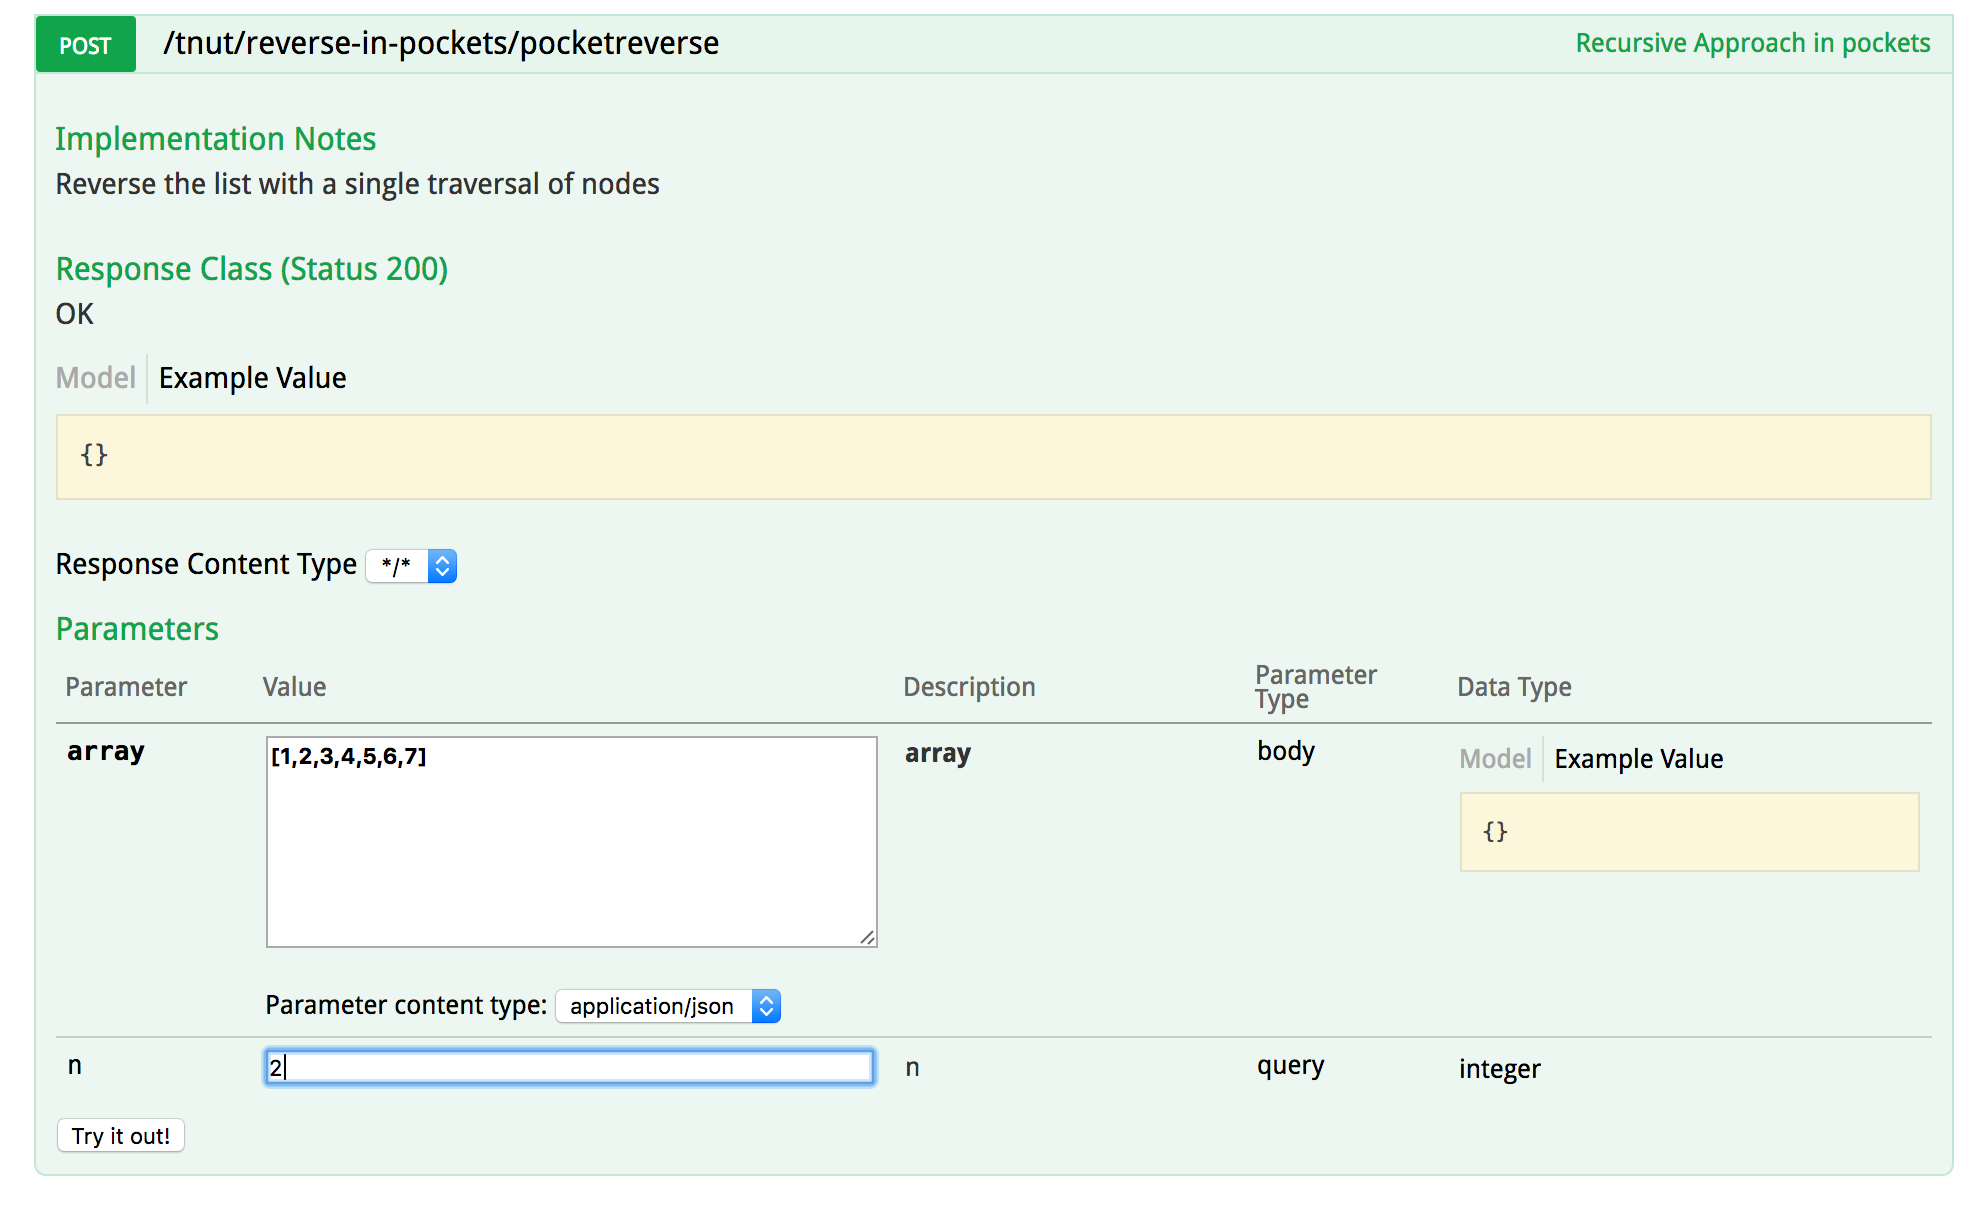 POST /tnut/reverse-in-pockets/pocketreverse Recursive Approach in pockets
Implementation Notes
Reverse the list with a single traversal of nodes
Response Class (Status 200)
OK
Model Example Value
{}
Response Content Type */*
Parameters
Parameter Value Description Parameter Type Data Type
array [1,2,3,4,5,6,7] array body Model Example Value
{}
Parameter content type: application/json
n 2 n query integer
Try it out!